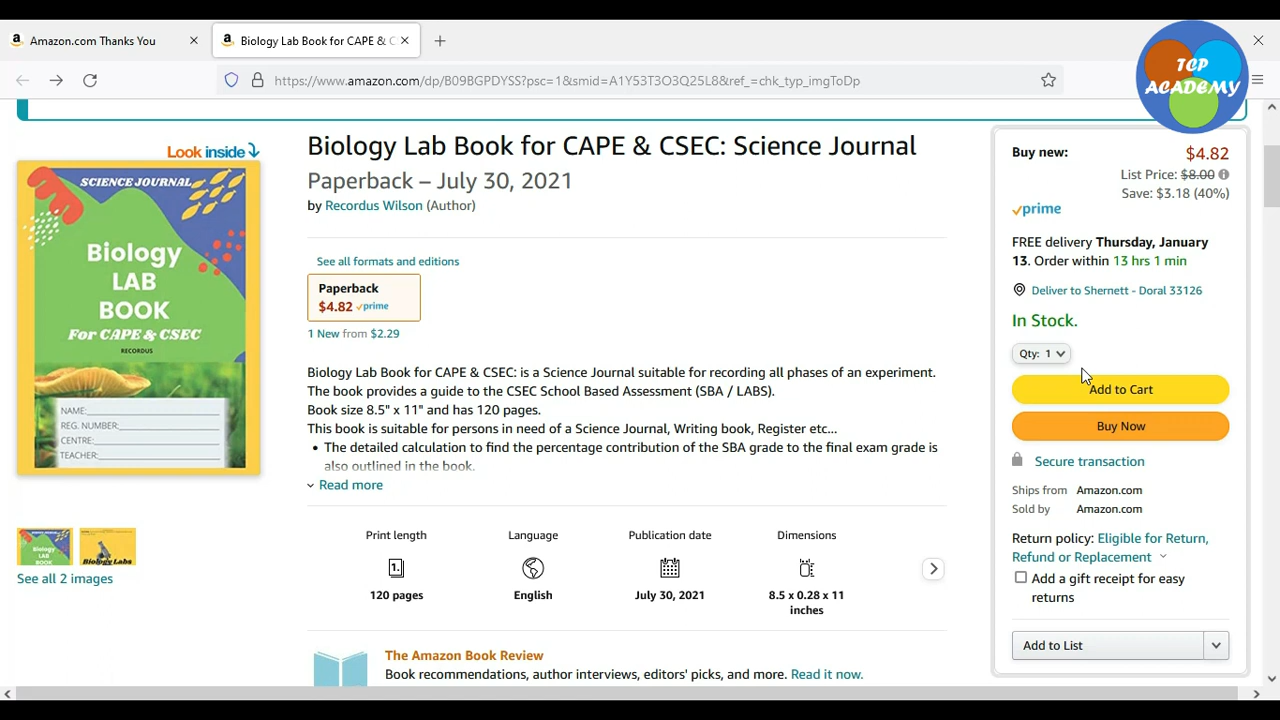 Amazon.com Thank You
Biology Lab Book for CAPE & C
https://www.amazon.com/dp/B09BGPDYSS?psc=1&smid=A1Y53T3O3Q25L8&ref_=chk_typ_imgToDp
TCP
ACADEMY
Look inside
SCIENCE JOURNAL
Biology
LAB
BOOK
For CAPE & CSEC
RECORDUS
NAME:
REG. NUMBER:
CENTRE:
TEACHER:
Biology
LAB
BOOK
Biology Labs
See all 2 images
Biology Lab Book for CAPE & CSEC: Science Journal
Paperback – July 30, 2021
by Recordus Wilson (Author)
See all formats and editions
Paperback
$4.82 prime
1 New from $2.29
Biology Lab Book for CAPE & CSEC: is a Science Journal suitable for recording all phases of an experiment.
The book provides a guide to the CSEC School Based Assessment (SBA / LABS).
Book size 8.5" x 11" and has 120 pages.
This book is suitable for persons in need of a Science Journal, Writing book, Register etc...
• The detailed calculation to find the percentage contribution of the SBA grade to the final exam grade is
also outlined in the book.
Read more
Print length
120 pages
Language
English
Publication date
July 30, 2021
Dimensions
8.5 x 0.28 x 11
inches
The Amazon Book Review
Book recommendations, author interviews, editors' picks, and more. Read it now.
Buy new: $4.82
List Price: $8.00
Save: $3.18 (40%)
prime
FREE delivery Thursday, January
13. Order within 13 hrs 1 min
Deliver to Shernett - Doral 33126
In Stock.
Qty: 1
Add to Cart
Buy Now
Secure transaction
Ships from Amazon.com
Sold by Amazon.com
Return policy: Eligible for Return,
Refund or Replacement
Add a gift receipt for easy
returns
Add to List